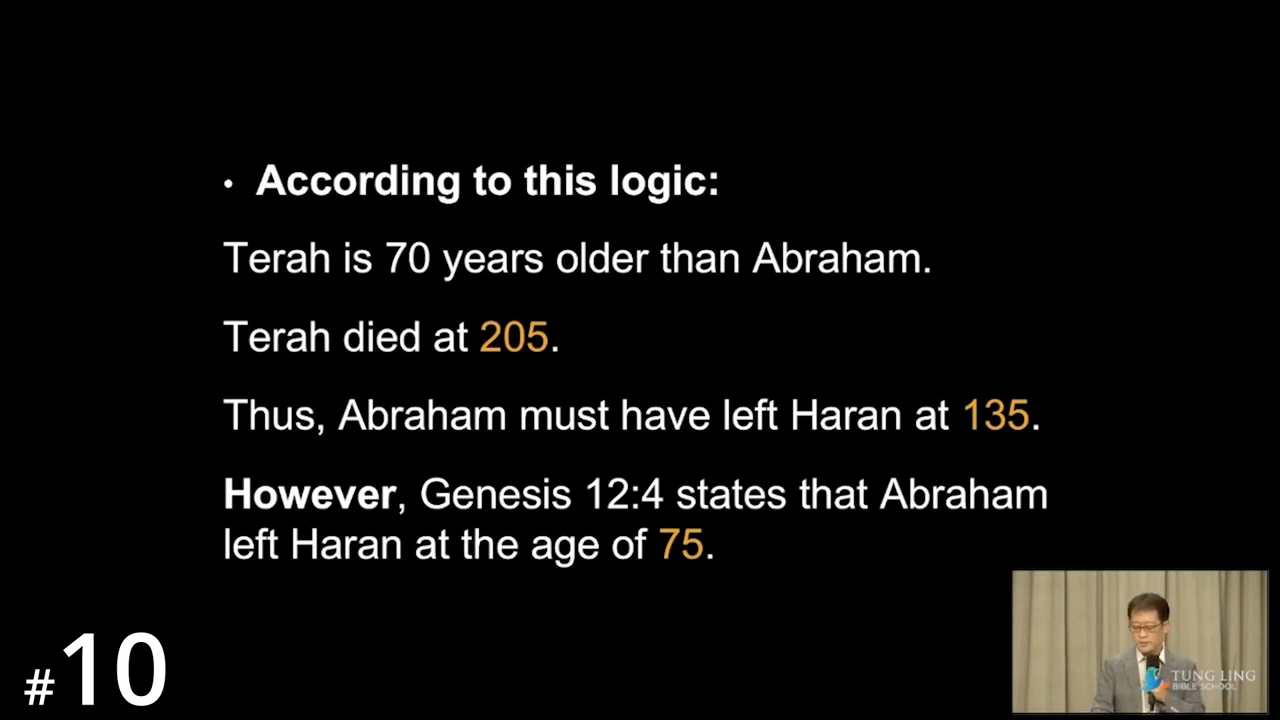 • According to this logic:
Terah is 70 years older than Abraham.
Terah died at 205.
Thus, Abraham must have left Haran at 135.
However, Genesis 12:4 states that Abraham
left Haran at the age of 75.
#10
TUNG LING
BIBLE SCHOOL